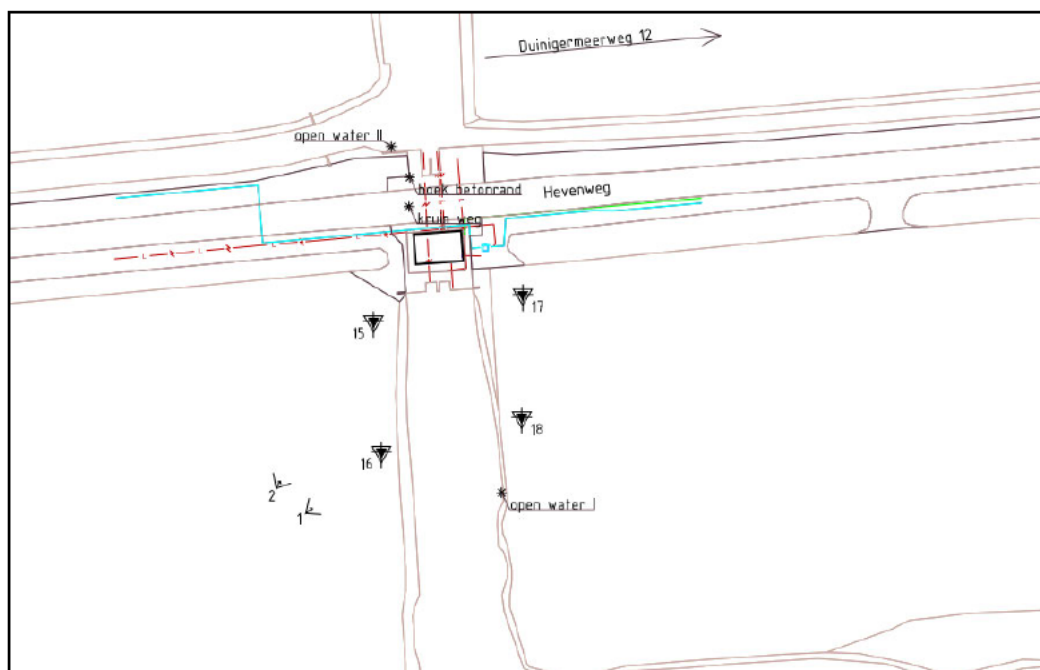 Duinigermeerweg 12
open water II
hoek betonrand
Hevenweg
kruin weg
17
15
18
16
2
1
open water I